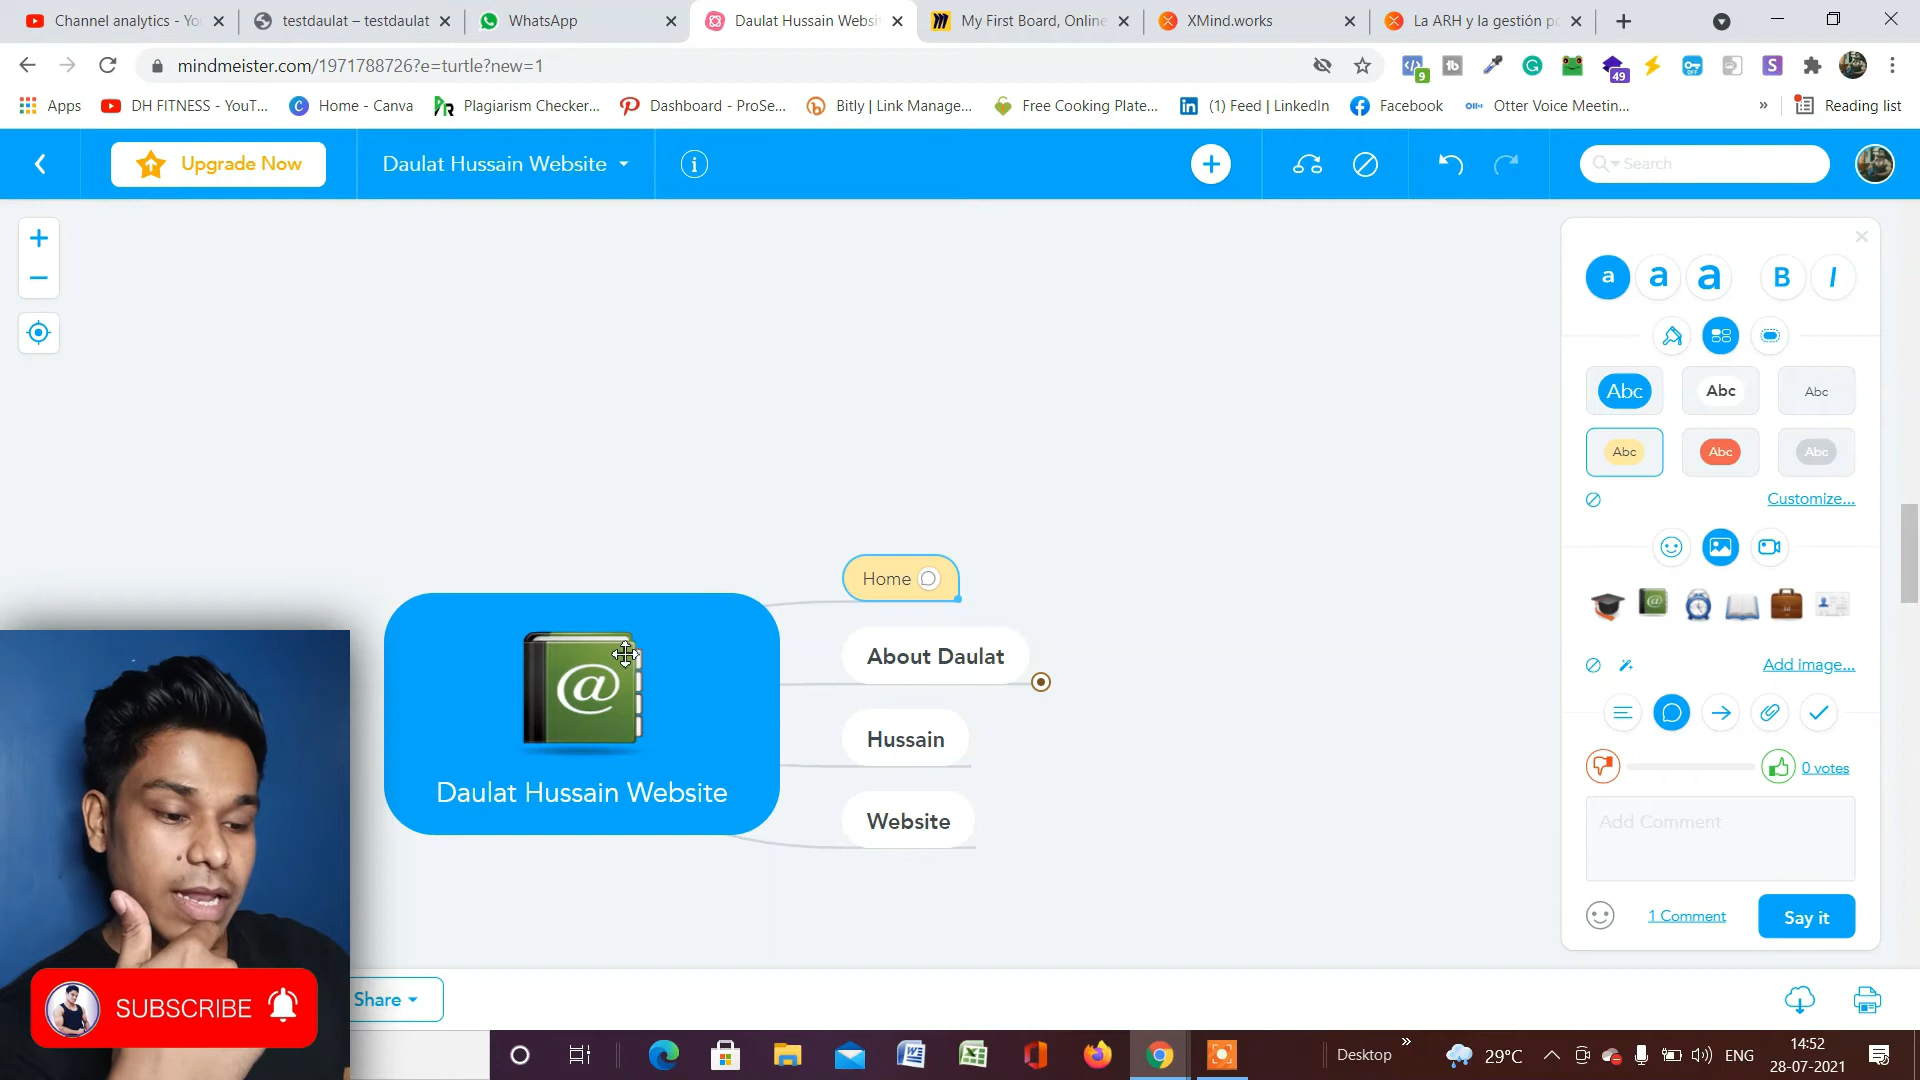 Channel analytics - Yo
testdaulat – testdaulat
WhatsApp
Daulat Hussain Websi
My First Board, Online
XMind.works
La ARH y la gestión p
mindmeister.com/1971788726?e=turtle?new=1
9
tb
49
OFF
S
Apps
DH FITNESS - YouT...
Home - Canva
Plagiarism Checker...
Dashboard - ProSe...
Bitly | Link Manage...
Free Cooking Plate...
(1) Feed | LinkedIn
Facebook
Otter Voice Meetin...
»
Reading list
Upgrade Now
Daulat Hussain Website
Search
a a a B I
Abc Abc Abc
Abc Abc Abc
Customize...
Home
@
About Daulat
Hussain
Daulat Hussain Website
Website
Add image...
0 votes
Add Comment
1 Comment
Say it
SUBSCRIBE
Share
Desktop
»
29°C
ENG
14:52
28-07-2021